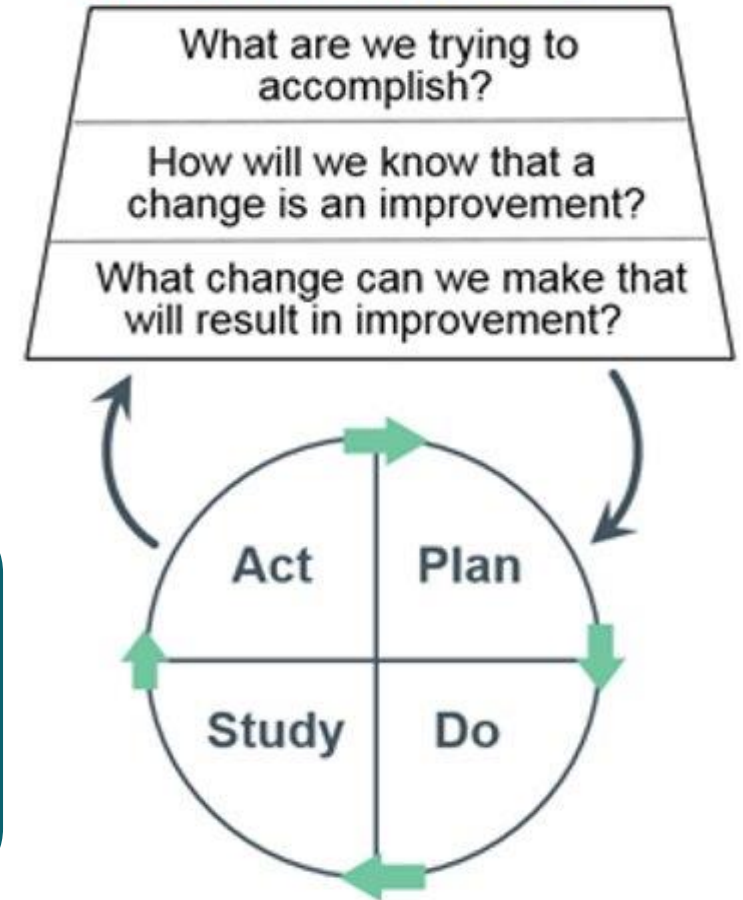 What are we trying to
accomplish?
How will we know that a
change is an improvement?
What change can we make that
will result in improvement?
Act
Plan
Study
Do